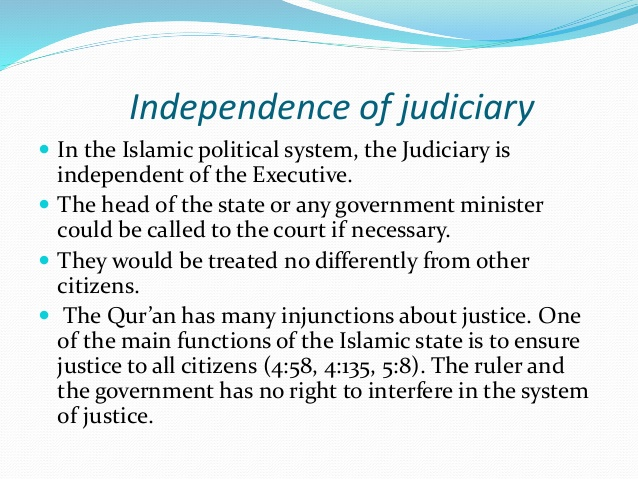 Independence of judiciary
• In the Islamic political system, the Judiciary is
independent of the Executive.
• The head of the state or any government minister
could be called to the court if necessary.
• They would be treated no differently from other
citizens.
• The Qur’an has many injunctions about justice. One
of the main functions of the Islamic state is to ensure
justice to all citizens (4:58, 4:135, 5:8). The ruler and
the government has no right to interfere in the system
of justice.